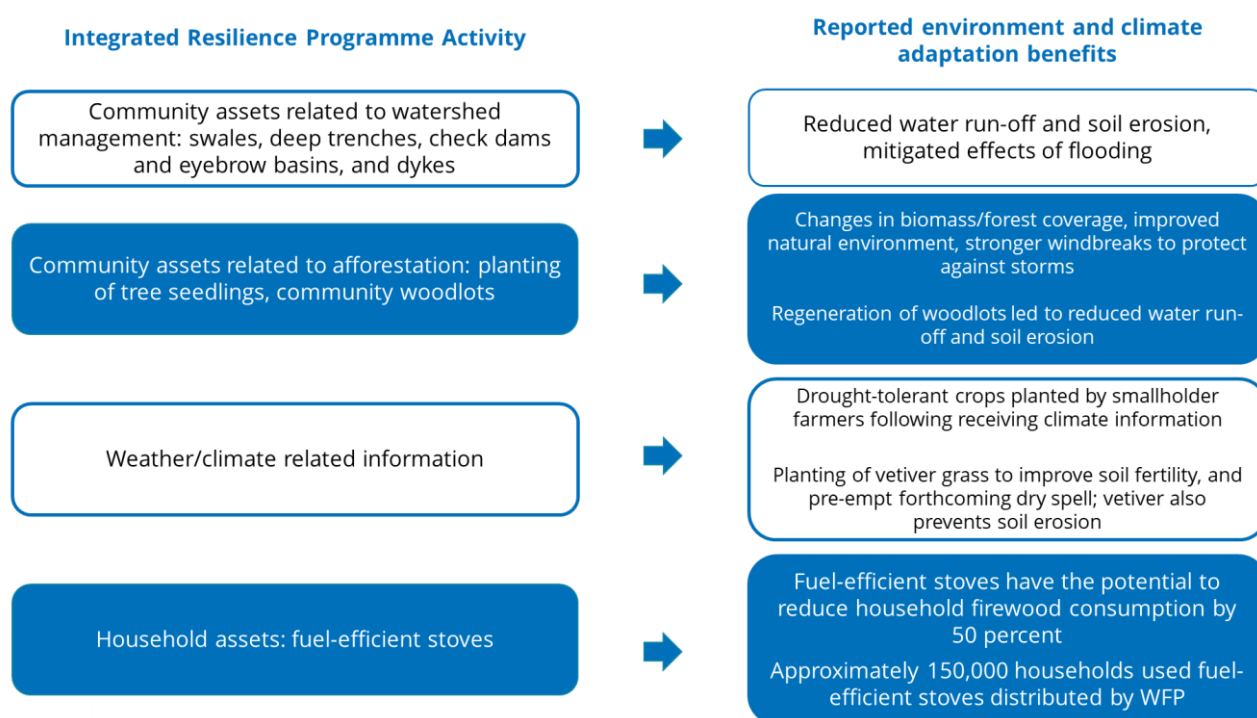 Integrated Resilience Programme Activity
Reported environment and climate
adaptation benefits
Community assets related to watershed
management: swales, deep trenches, check dams
and eyebrow basins, and dykes
Reduced water run-off and soil erosion,
mitigated effects of flooding
Community assets related to afforestation: planting
of tree seedlings, community woodlots
Changes in biomass/forest coverage, improved
natural environment, stronger windbreaks to protect
against storms
Regeneration of woodlots led to reduced water run-
off and soil erosion
Weather/climate related information
Drought-tolerant crops planted by smallholder
farmers following receiving climate information
Planting of vetiver grass to improve soil fertility, and
pre-empt forthcoming dry spell; vetiver also
prevents soil erosion
Household assets: fuel-efficient stoves
Fuel-efficient stoves have the potential to
reduce household firewood consumption by
50 percent
Approximately 150,000 households used fuel-
efficient stoves distributed by WFP